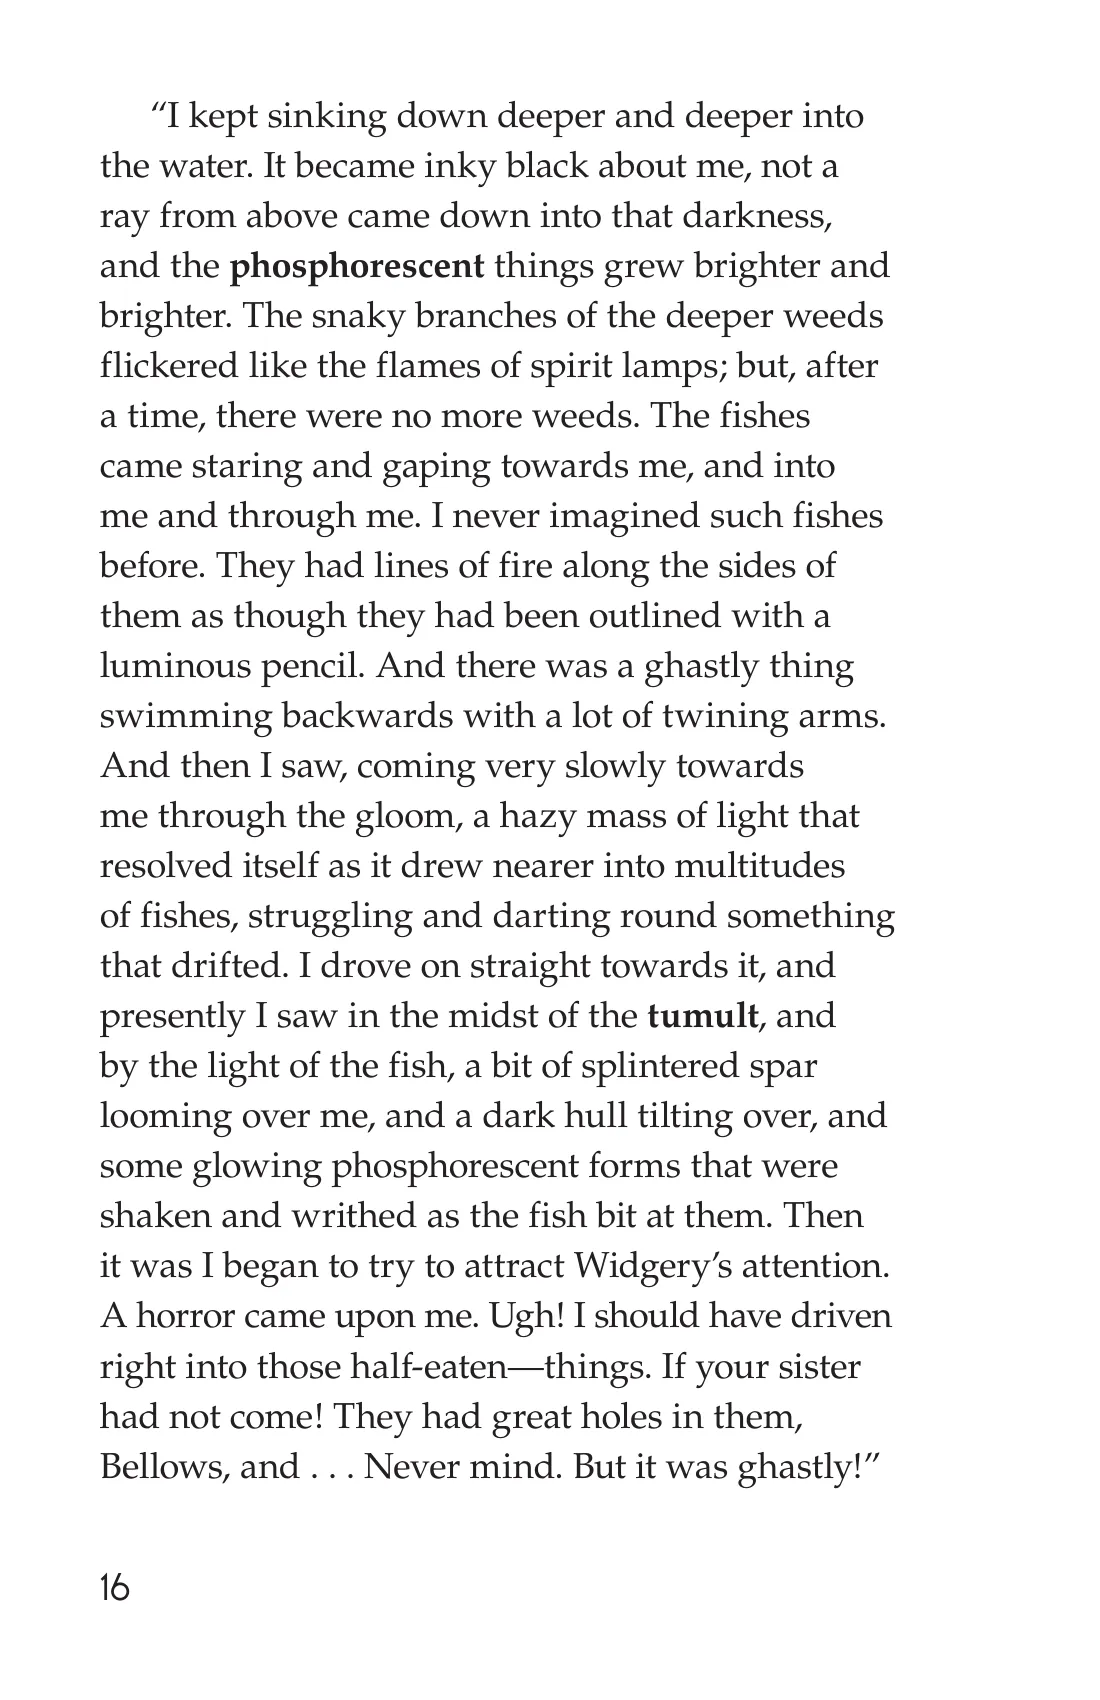 “I kept sinking down deeper and deeper into
the water. It became inky black about me, not a
ray from above came down into that darkness,
and the phosphorescent things grew brighter and
brighter. The snaky branches of the deeper weeds
flickered like the flames of spirit lamps; but, after
a time, there were no more weeds. The fishes
came staring and gaping towards me, and into
me and through me. I never imagined such fishes
before. They had lines of fire along the sides of
them as though they had been outlined with a
luminous pencil. And there was a ghastly thing
swimming backwards with a lot of twining arms.
And then I saw, coming very slowly towards
me through the gloom, a hazy mass of light that
resolved itself as it drew nearer into multitudes
of fishes, struggling and darting round something
that drifted. I drove on straight towards it, and
presently I saw in the midst of the tumult, and
by the light of the fish, a bit of splintered spar
looming over me, and a dark hull tilting over, and
some glowing phosphorescent forms that were
shaken and writhed as the fish bit at them. Then
it was I began to try to attract Widgery’s attention.
A horror came upon me. Ugh! I should have driven
right into those half-eaten—things. If your sister
had not come! They had great holes in them,
Bellows, and . . . Never mind. But it was ghastly!”
16